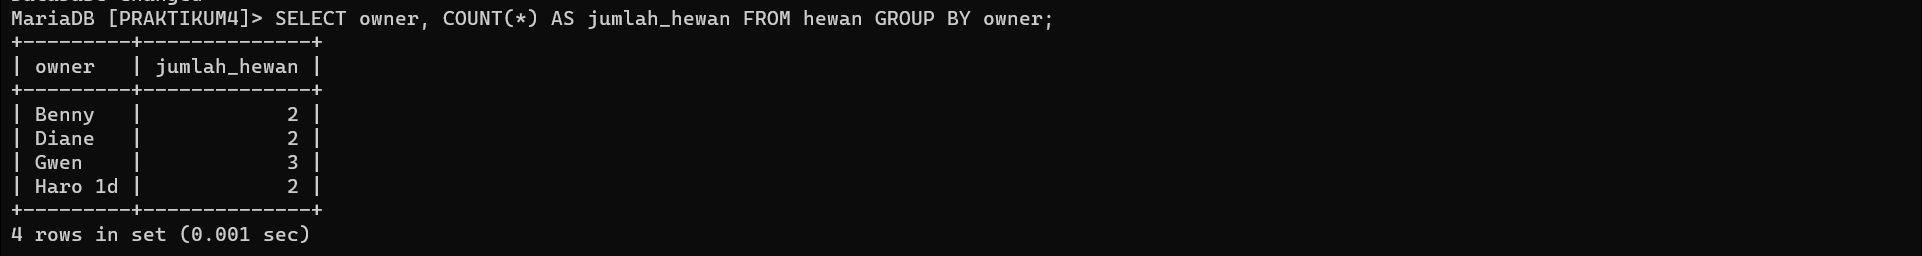 MariaDB [PRAKTIKUM4]> SELECT owner, COUNT(*) AS jumlah_hewan FROM hewan GROUP BY owner;
+---------+--------------+
| owner   | jumlah_hewan |
+---------+--------------+
| Benny   |            2 |
| Diane   |            2 |
| Gwen    |            3 |
| Haro 1d |            2 |
+---------+--------------+
4 rows in set (0.001 sec)